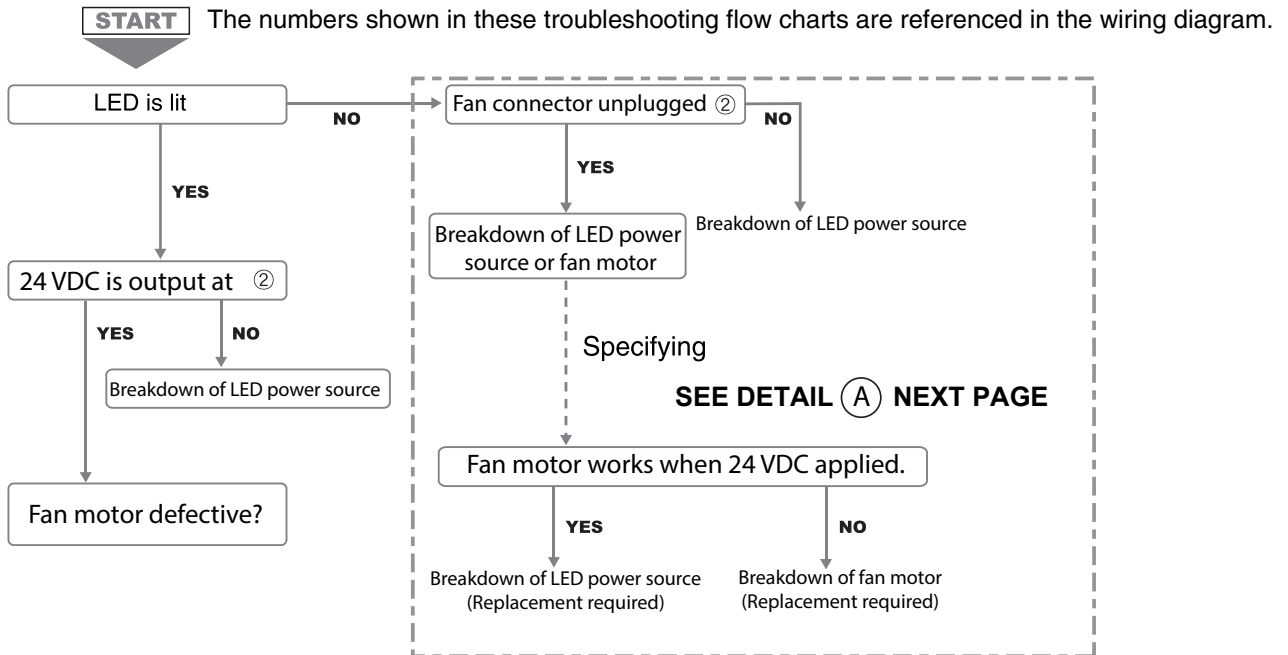 START
The numbers shown in these troubleshooting flow charts are referenced in the wiring diagram.
LED is lit
NO
YES
24 VDC is output at ②
YES
NO
Breakdown of LED power source
Fan motor defective?
Fan connector unplugged ②
NO
YES
Breakdown of LED power source
Breakdown of LED power
source or fan motor
Specifying
SEE DETAIL Ⓐ NEXT PAGE
Fan motor works when 24 VDC applied.
YES
NO
Breakdown of LED power source
(Replacement required)
Breakdown of fan motor
(Replacement required)